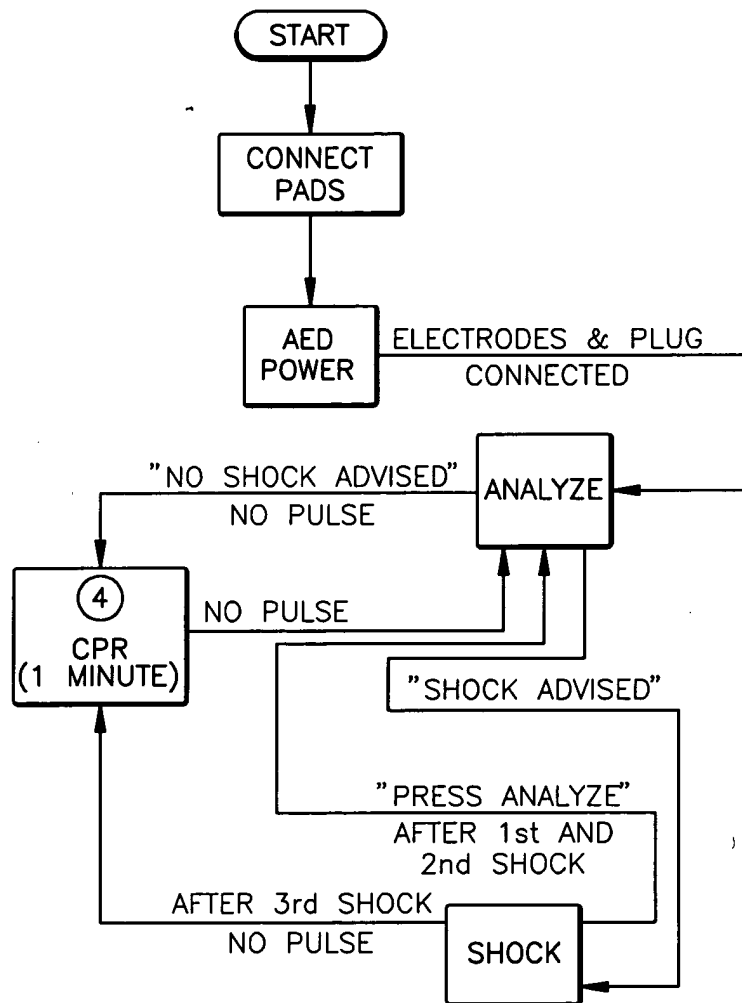 START
CONNECT
PADS
AED
POWER
ELECTRODES & PLUG
CONNECTED
"NO SHOCK ADVISED"
NO PULSE
ANALYZE
4
CPR
(1 MINUTE)
NO PULSE
"SHOCK ADVISED"
"PRESS ANALYZE"
AFTER 1st AND
2nd SHOCK
AFTER 3rd SHOCK
NO PULSE
SHOCK